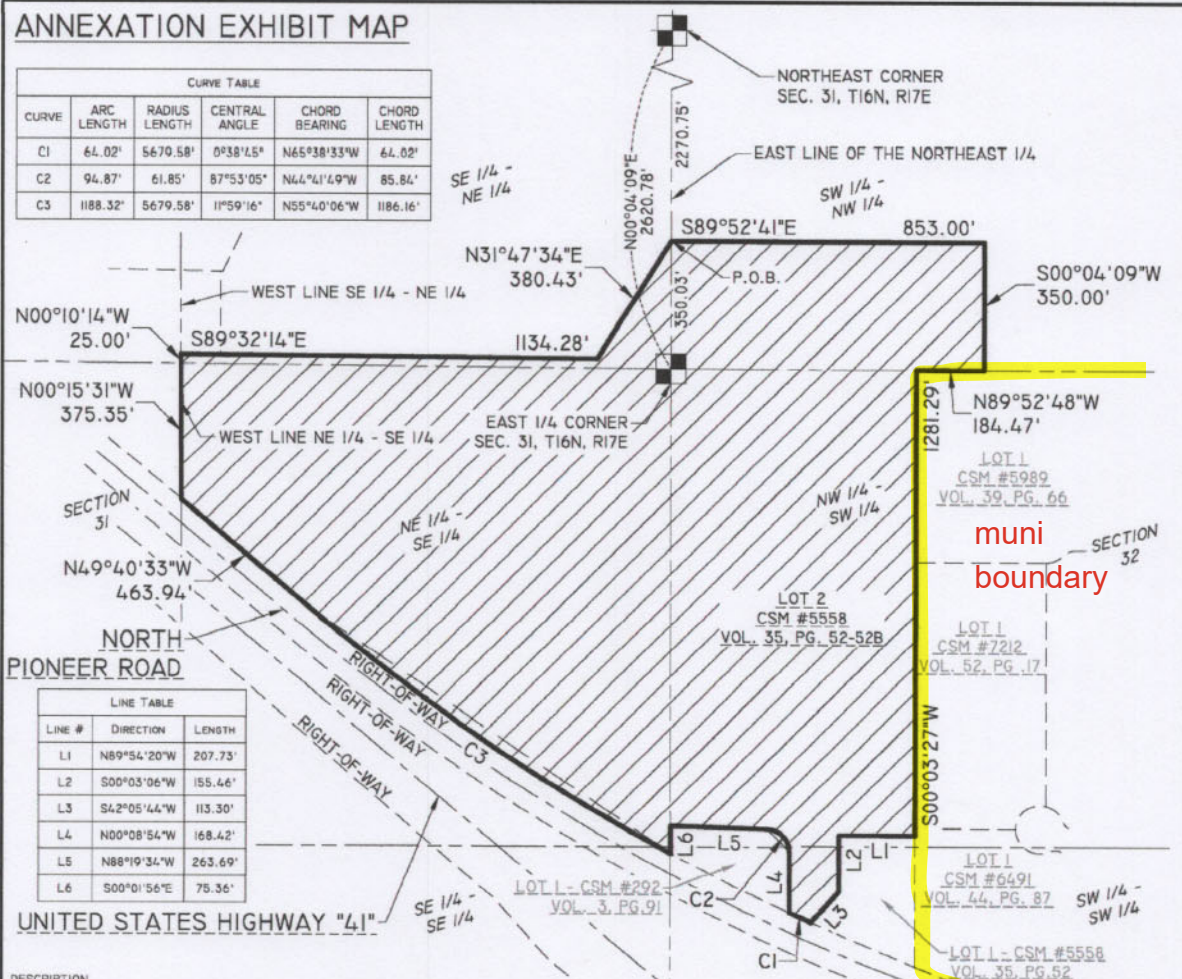 ANNEXATION EXHIBIT MAP
CURVE TABLE
CURVE ARC LENGTH RADIUS LENGTH CENTRAL ANGLE CHORD BEARING CHORD LENGTH
C1 64.02' 5679.58' 0°38'45" N65°38'33"W 64.02'
C2 94.87' 61.85' 87°53'05" N44°41'49"W 85.84'
C3 1188.32' 5679.58' 11°59'16" N55°40'06"W 1186.16'
NORTHEAST CORNER
SEC. 31, T16N, R17E
2270.75'
EAST LINE OF THE NORTHEAST 1/4
SE 1/4 -
NE 1/4
SW 1/4 -
NW 1/4
N00°04'09"E
2620.78'
S89°52'41"E 853.00'
N31°47'34"E
380.43'
P.O.B.
350.03'
S00°04'09"W
350.00'
WEST LINE SE 1/4 - NE 1/4
N00°10'14"W
25.00'
S89°32'14"E 1134.28'
N00°15'31"W
375.35'
WEST LINE NE 1/4 - SE 1/4
EAST 1/4 CORNER
SEC. 31, T16N, R17E
N89°52'48"W
184.47'
1281.29'
LOT 1
CSM #5989
VOL. 39, PG. 66
SECTION
31
NE 1/4 -
SE 1/4
NW 1/4 -
SW 1/4
muni
boundary
SECTION
32
N49°40'33"W
463.94'
LOT 2
CSM #5558
VOL. 35, PG. 52-52B
NORTH
PIONEER ROAD
LOT 1
CSM #7212
VOL. 52, PG .17
RIGHT-OF-WAY
RIGHT-OF-WAY
RIGHT-OF-WAY
C3
S00°03'27"W
LINE TABLE
LINE # DIRECTION LENGTH
L1 N89°54'20"W 207.73'
L2 S00°03'06"W 155.46'
L3 S42°05'44"W 113.30'
L4 N00°08'54"W 168.42'
L5 N88°19'34"W 263.69'
L6 S00°01'56"E 75.36'
L6
L5
L4
L2
L1
L3
C2
C1
LOT 1 - CSM #292
VOL. 3, PG.91
LOT 1
CSM #6491
VOL. 44, PG. 87
SW 1/4 -
SW 1/4
UNITED STATES HIGHWAY "41"
SE 1/4 -
SE 1/4
LOT 1 - CSM #5558
VOL. 35, PG.52
DESCRIPTION